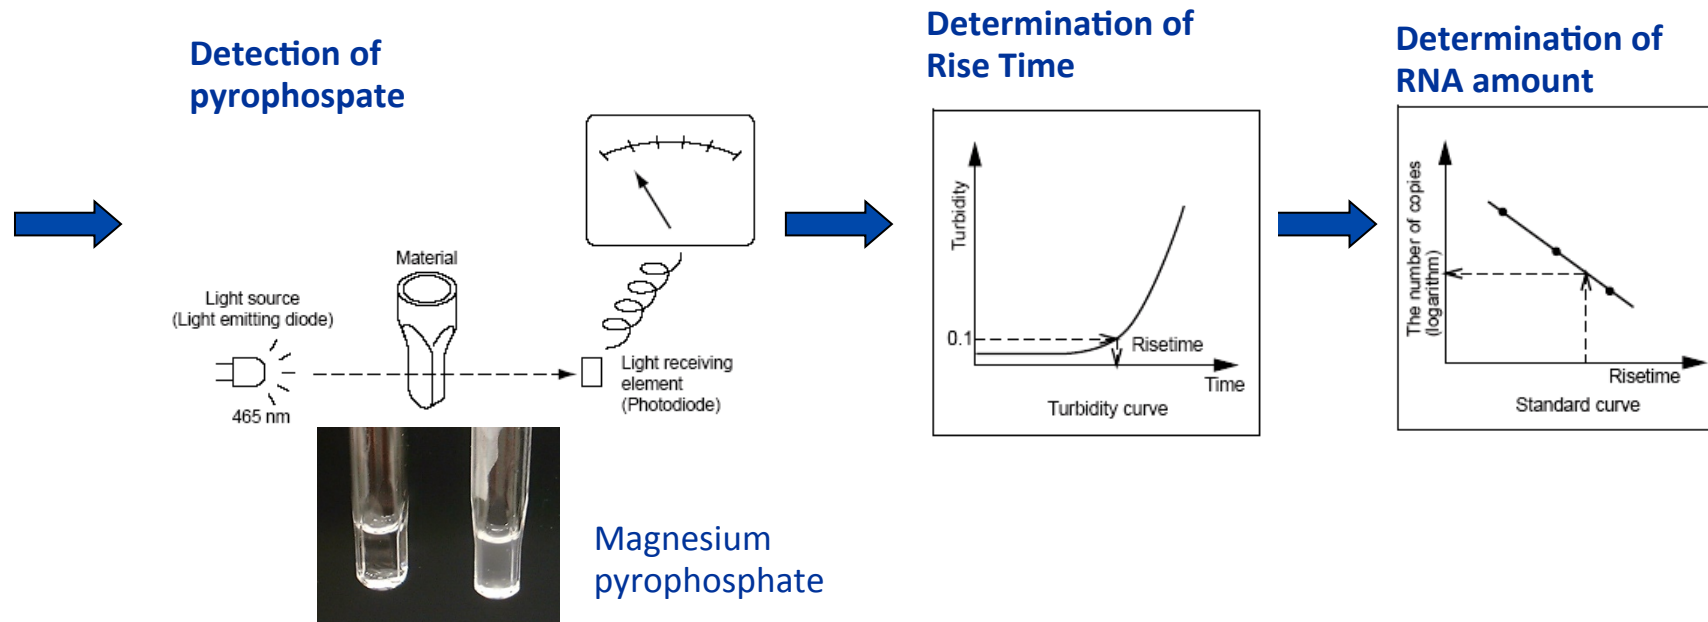 Detection of
pyrophospate
Material
Light source
(Light emitting diode)
465 nm
Light receiving
element
(Photodiode)
Magnesium
pyrophosphate
Determination of
Rise Time
Turbidity
0.1
Risetime
Time
Turbidity curve
Determination of
RNA amount
The number of copies
(logarithm)
Risetime
Standard curve